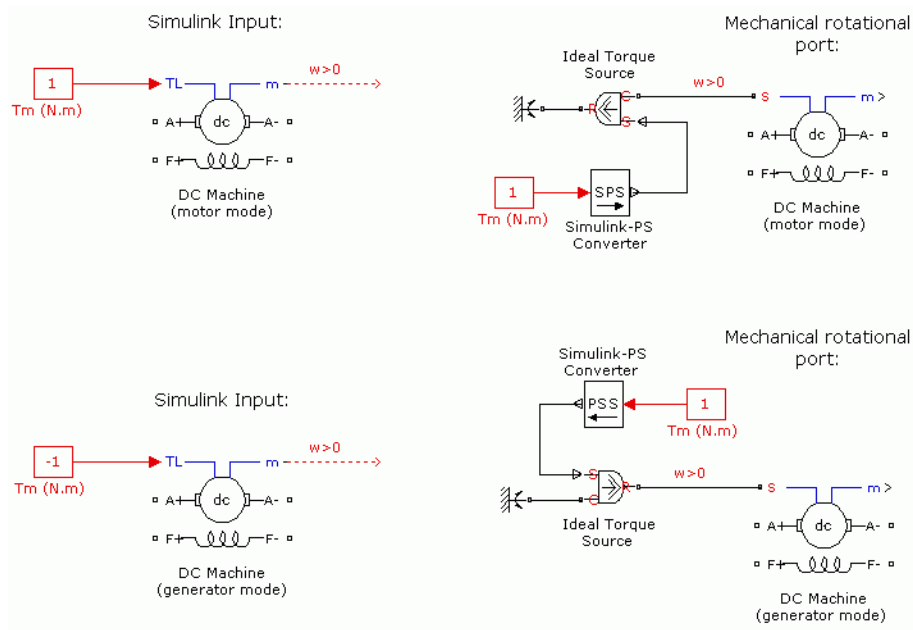 Simulink Input:
1
Tm (N.m)
TL
m
w>0
A+
dc
A-
F+
F-
DC Machine
(motor mode)
Mechanical rotational
port:
Ideal Torque
Source
R
C
S
w>0
S
m
A+
dc
A-
F+
F-
DC Machine
(motor mode)
1
Tm (N.m)
SPS
Simulink-PS
Converter
Simulink Input:
-1
Tm (N.m)
TL
m
w>0
A+
dc
A-
F+
F-
DC Machine
(generator mode)
Mechanical rotational
port:
Simulink-PS
Converter
PSS
1
Tm (N.m)
S
C
R
w>0
Ideal Torque
Source
S
m
A+
dc
A-
F+
F-
DC Machine
(generator mode)